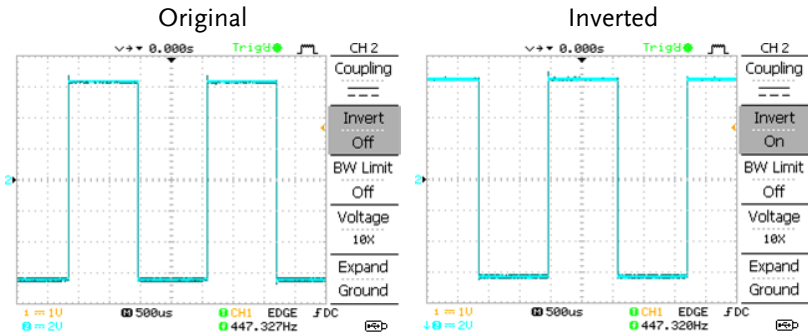 Original
0.000s Trig'd CH 2
Coupling
Invert
Off
BW Limit
Off
Voltage
10X
Expand
Ground
2
1 = 1V M 500us T CH1 EDGE DC
2 = 2V 447.327Hz
Inverted
0.000s Trig'd CH 2
Coupling
Invert
On
BW Limit
Off
Voltage
10X
Expand
Ground
2
1 = 1V M 500us T CH1 EDGE DC
2 = 2V 447.320Hz